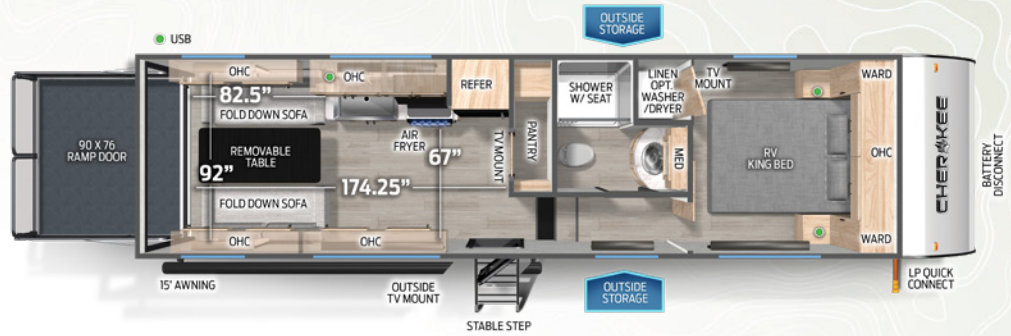 OUTSIDE
STORAGE
USB
OHC
OHC
82.5"
FOLD DOWN SOFA
REFER
SHOWER
W/ SEAT
LINEN
OPT.
WASHER
/DRYER
TV
MOUNT
WARD
90 X 76
RAMP DOOR
REMOVABLE
TABLE
92"
AIR
FRYER
67"
TV MOUNT
PANTRY
MED
RV
KING BED
OHC
CHEROKEE
BATTERY
DISCONNECT
174.25"
FOLD DOWN SOFA
OHC
OHC
WARD
15' AWNING
OUTSIDE
TV MOUNT
STABLE STEP
OUTSIDE
STORAGE
LP QUICK
CONNECT